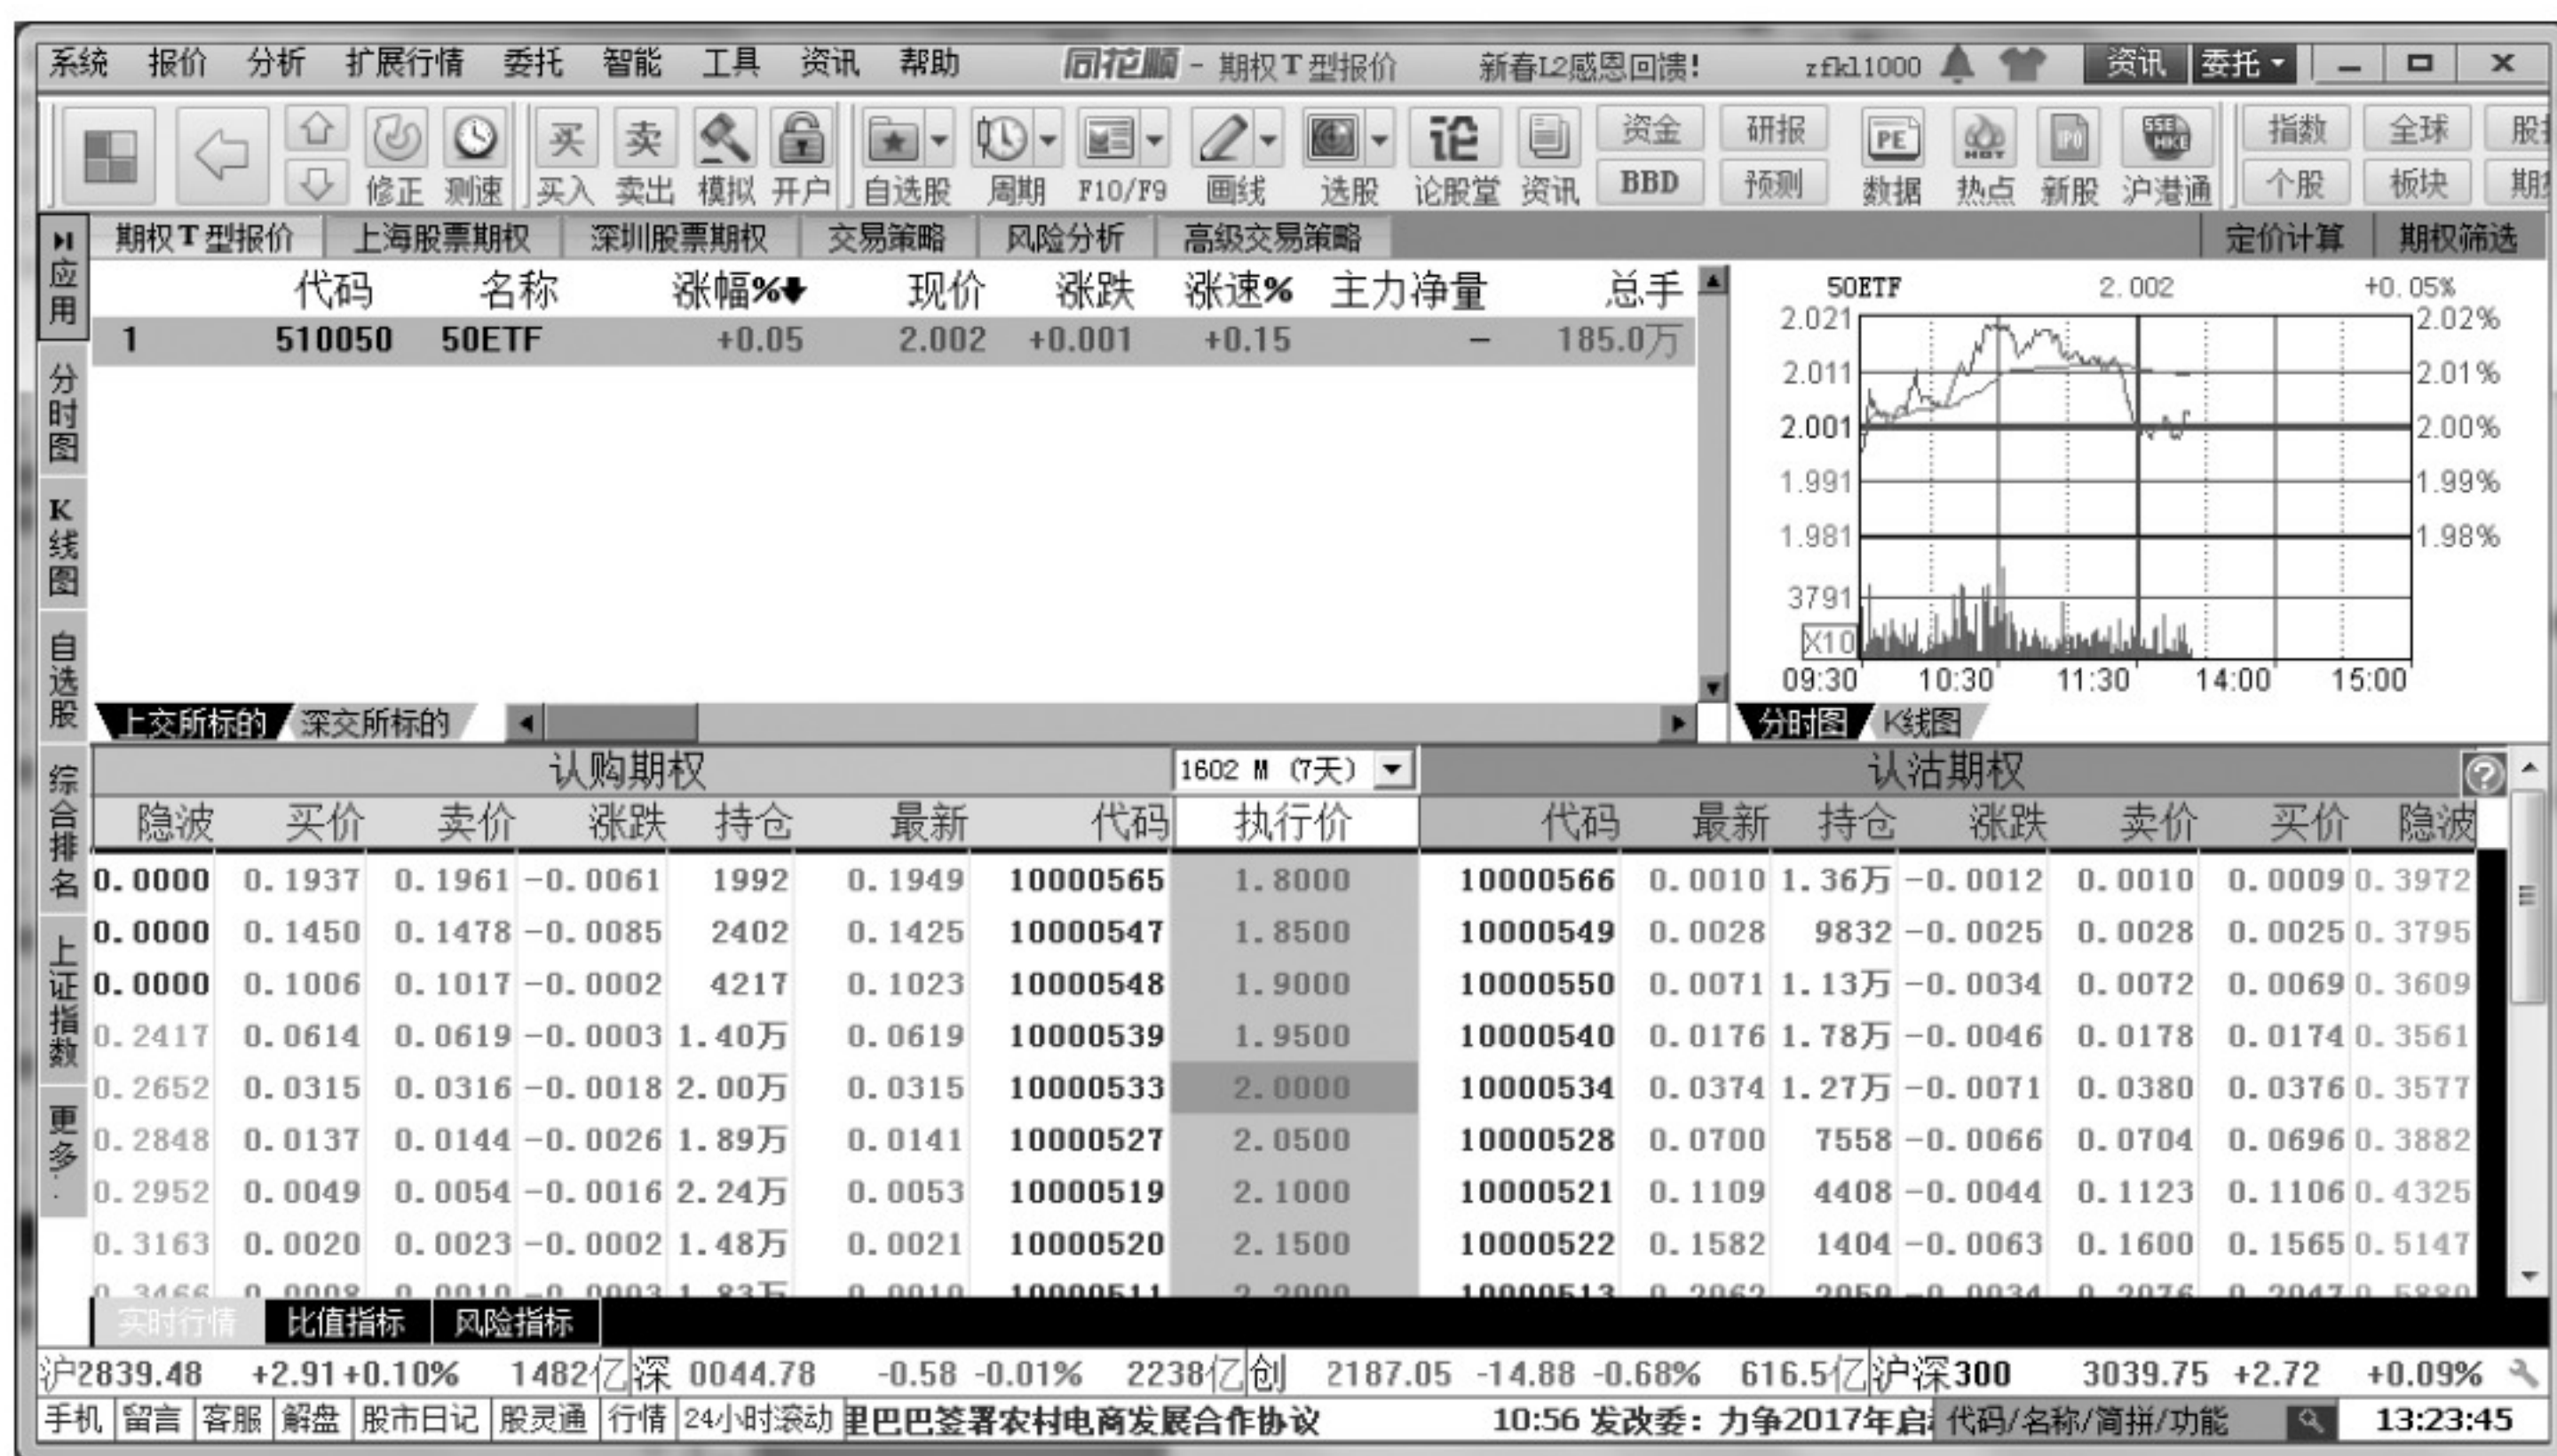 系统 报价 分析 扩展行情 委托 智能 工具 资讯 帮助 同花顺 - 期权T型报价 新春L2感恩回馈! zfkl1000 资讯 委托
买 卖 论 资金 研报 PE HOT IPO SSE HKE 指数 全球
修正 测速 买入 卖出 模拟 开户 自选股 周期 F10/F9 画线 选股 论股堂 资讯 BBD 预测 数据 热点 新股 沪港通 个股 板块
期权T型报价 上海股票期权 深圳股票期权 交易策略 风险分析 高级交易策略 定价计算 期权筛选
应用
分时图
K线图
自选股
综合排名
上证指数
更多
代码 名称 涨幅% 现价 涨跌 涨速% 主力净量 总手
1 510050 50ETF +0.05 2.002 +0.001 +0.15 — 185.0万
50ETF 2.002 +0.05%
2.021 2.02%
2.011 2.01%
2.001 2.00%
1.991 1.99%
1.981 1.98%
3791
X10
09:30 10:30 11:30 14:00 15:00
上交所标的 深交所标的 分时图 K线图
认购期权 1602 M (7天) 认沽期权
隐波 买价 卖价 涨跌 持仓 最新 代码 执行价 代码 最新 持仓 涨跌 卖价 买价 隐波
0.0000 0.1937 0.1961 -0.0061 1992 0.1949 10000565 1.8000 10000566 0.0010 1.36万 -0.0012 0.0010 0.0009 0.3972
0.0000 0.1450 0.1478 -0.0085 2402 0.1425 10000547 1.8500 10000549 0.0028 9832 -0.0025 0.0028 0.0025 0.3795
0.0000 0.1006 0.1017 -0.0002 4217 0.1023 10000548 1.9000 10000550 0.0071 1.13万 -0.0034 0.0072 0.0069 0.3609
0.2417 0.0614 0.0619 -0.0003 1.40万 0.0619 10000539 1.9500 10000540 0.0176 1.78万 -0.0046 0.0178 0.0174 0.3561
0.2652 0.0315 0.0316 -0.0018 2.00万 0.0315 10000533 2.0000 10000534 0.0374 1.27万 -0.0071 0.0380 0.0376 0.3577
0.2848 0.0137 0.0144 -0.0026 1.89万 0.0141 10000527 2.0500 10000528 0.0700 7558 -0.0066 0.0704 0.0696 0.3882
0.2952 0.0049 0.0054 -0.0016 2.24万 0.0053 10000519 2.1000 10000521 0.1109 4408 -0.0044 0.1123 0.1106 0.4325
0.3163 0.0020 0.0023 -0.0002 1.48万 0.0021 10000520 2.1500 10000522 0.1582 1404 -0.0063 0.1600 0.1565 0.5147
实时行情 比值指标 风险指标
沪2839.48 +2.91 +0.10% 1482亿 深 0044.78 -0.58 -0.01% 2238亿 创 2187.05 -14.88 -0.68% 616.5亿 沪深300 3039.75 +2.72 +0.09%
手机 留言 客服 解盘 股市日记 股灵通 行情 24小时滚动 里巴巴签署农村电商发展合作协议 10:56 发改委: 力争2017年启 代码/名称/简拼/功能 13:23:45